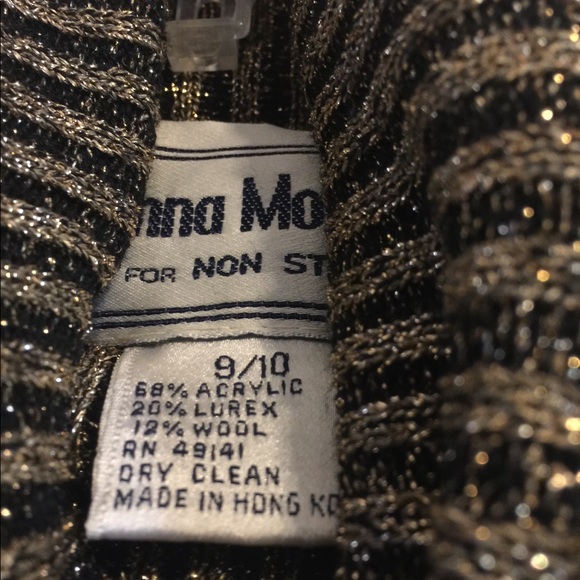 nna Mo
FOR NON ST
9/10
68% ACRYLIC
20% LUREX
12% WOOL
RN 49141
DRY CLEAN
MADE IN HONG KO